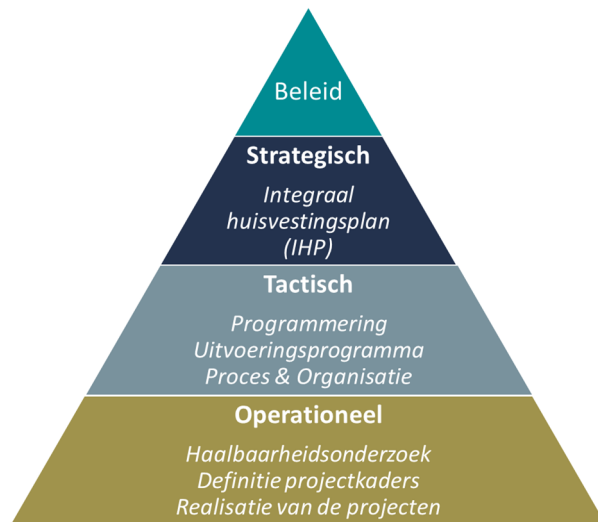 Beleid
Strategisch
Integraal
huisvestingsplan
(IHP)
Tactisch
Programmering
Uitvoeringsprogramma
Proces & Organisatie
Operationeel
Haalbaarheidsonderzoek
Definitie projectkaders
Realisatie van de projecten